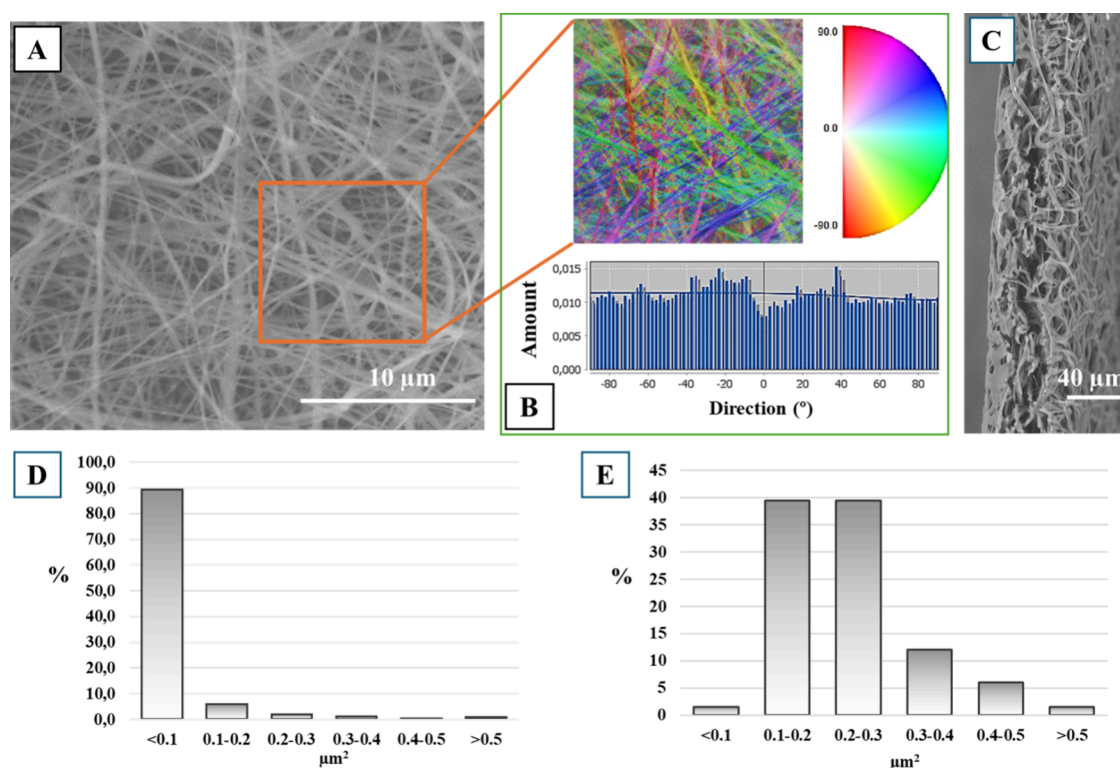 A
10 µm
B
90.0
0.0
-90.0
0,015
0,010
0,005
0,000
Amount
-80 -60 -40 -20 0 20 40 60 80
Direction (º)
C
40 µm
D
100,0
90,0
80,0
70,0
60,0
50,0
40,0
30,0
20,0
10,0
0,0
%
<0.1 0.1-0.2 0.2-0.3 0.3-0.4 0.4-0.5 >0.5
µm²
E
45
40
35
30
25
20
15
10
5
0
%
<0.1 0.1-0.2 0.2-0.3 0.3-0.4 0.4-0.5 >0.5
µm²